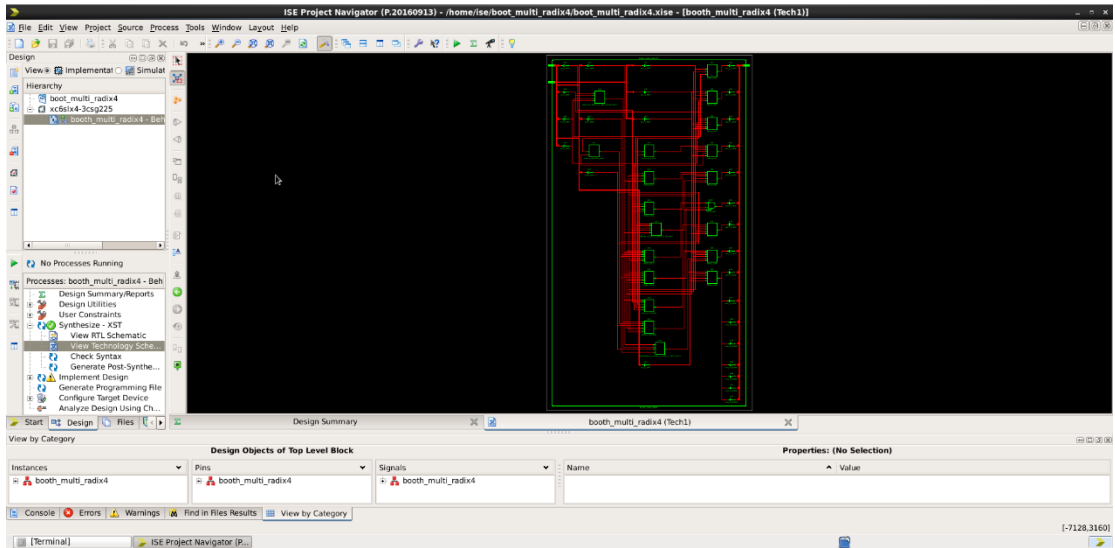 ISE Project Navigator (P.20160913) - /home/ise/boot_multi_radix4/boot_multi_radix4.xise - [booth_multi_radix4 (Tech1)]
File Edit View Project Source Process Tools Window Layout Help
Design
View Implementat Simulat
Hierarchy
boot_multi_radix4
xc6slx4-3csg225
booth_multi_radix4 - Beh
No Processes Running
Processes: booth_multi_radix4 - Beh
Design Summary/Reports
Design Utilities
User Constraints
Synthesize - XST
View RTL Schematic
View Technology Sche...
Check Syntax
Generate Post-Synthe...
Implement Design
Generate Programming File
Configure Target Device
Analyze Design Using Ch...
Start Design Files Design Summary booth_multi_radix4 (Tech1)
View by Category
Design Objects of Top Level Block Properties: (No Selection)
Instances Pins Signals Name Value
booth_multi_radix4 booth_multi_radix4 booth_multi_radix4
Console Errors Warnings Find in Files Results View by Category
[-7128,3160]
[Terminal] ISE Project Navigator (P...